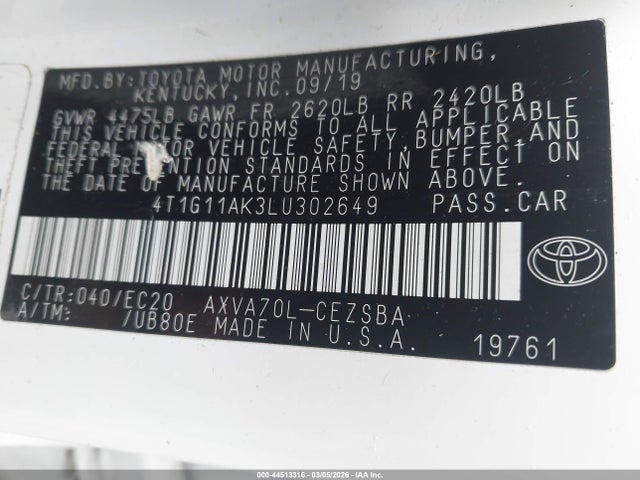 MFD.BY:TOYOTA MOTOR MANUFACTURING,
KENTUCKY,INC.09/19
GVWR 4475LB GAWR FR 2620LB RR 2420LB
THIS VEHICLE CONFORMS TO ALL APPLICABLE
FEDERAL MOTOR VEHICLE SAFETY,BUMPER,AND
THEFT PREVENTION STANDARDS IN EFFECT ON
THE DATE OF MANUFACTURE SHOWN ABOVE.
4T1G11AK3LU302649 PASS.CAR
C/TR:040/EC20 AXVA70L-CEZSBA
A/TM: /UB80E MADE IN U.S.A.
19761
000-44513316 - 03/05/2026 - IAA Inc.